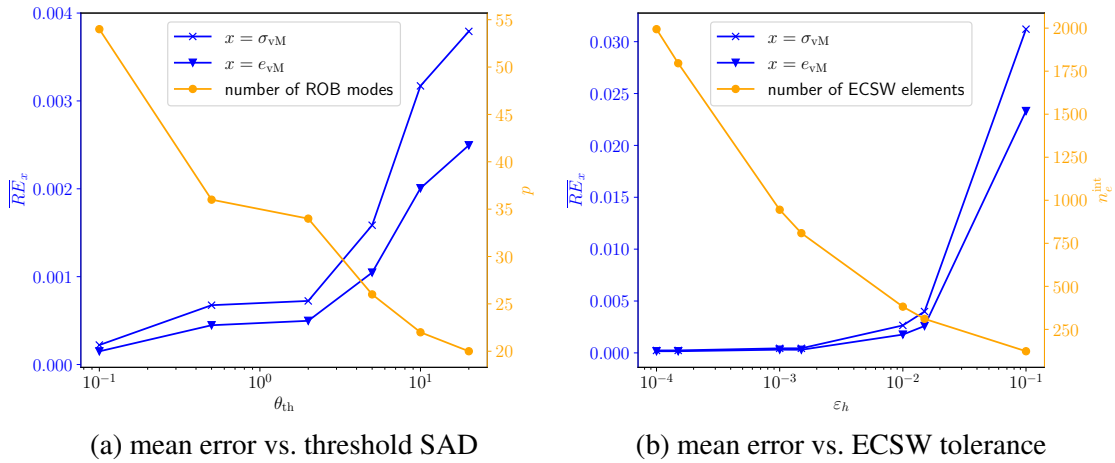 0.004
0.003
0.002
0.001
0.000
RE_x
x = σ_vM
x = e_vM
number of ROB modes
55
50
45
40
35
30
25
20
p
10⁻¹ 10⁰ 10¹
θ_th
(a) mean error vs. threshold SAD
0.030
0.025
0.020
0.015
0.010
0.005
0.000
RE_x
x = σ_vM
x = e_vM
number of ECSW elements
2000
1750
1500
1250
1000
750
500
250
n_e^int
10⁻⁴ 10⁻³ 10⁻² 10⁻¹
ε_h
(b) mean error vs. ECSW tolerance